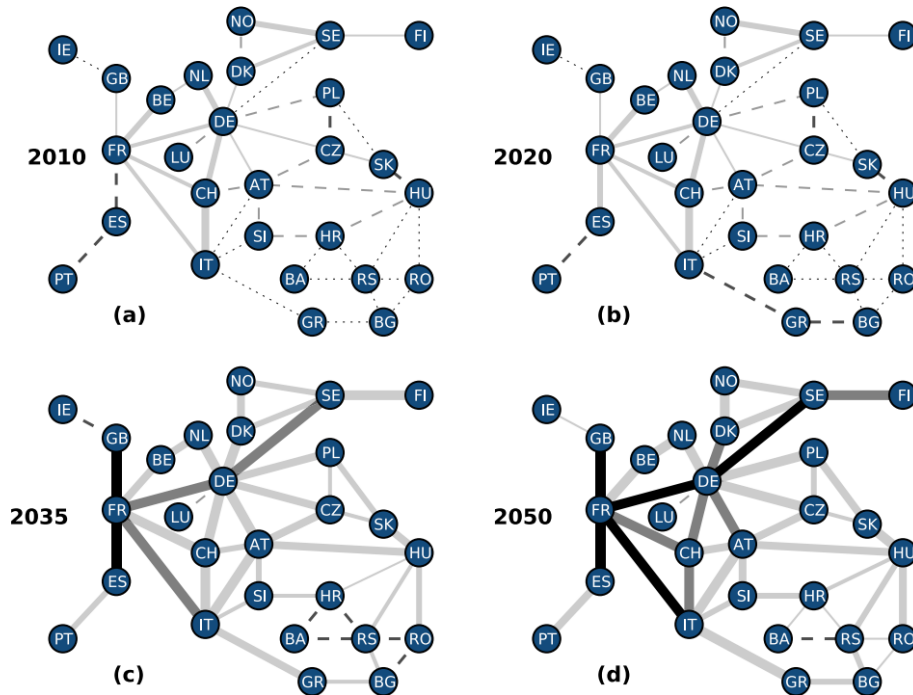 NO SE FI
IE
GB NL DK
BE PL
DE
2010 FR LU CZ SK
CH AT HU
ES SI HR
PT IT BA RS RO
(a) GR BG
NO SE FI
IE
GB NL DK
BE PL
DE
2020 FR LU CZ SK
CH AT HU
ES SI HR
PT IT BA RS RO
(b) GR BG
NO SE FI
IE
GB NL DK
BE PL
DE
2035 FR LU CZ SK
CH AT HU
ES SI HR
PT IT BA RS RO
(c) GR BG
NO SE FI
IE
GB NL DK
BE PL
DE
2050 FR LU CZ SK
CH AT HU
ES SI HR
PT IT BA RS RO
(d) GR BG